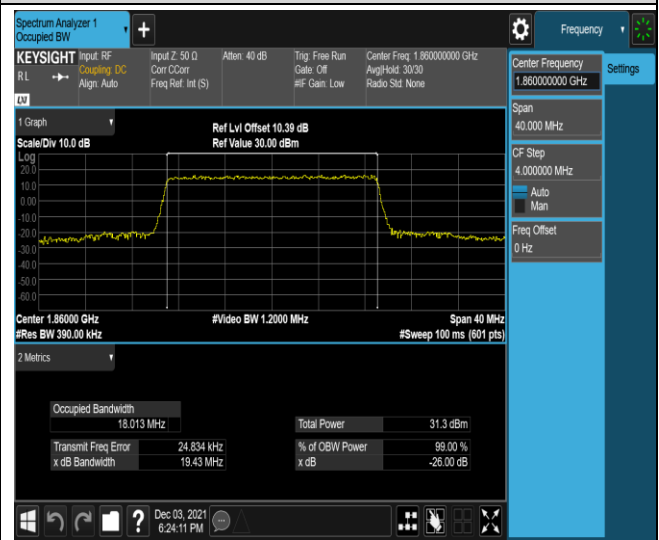 Spectrum Analyzer 1
Occupied BW
Frequency
KEYSIGHT
RL
LXI
Input: RF
Coupling: DC
Align: Auto
Input Z: 50 Ω
Corr CCorr
Freq Ref: Int (S)
Atten: 40 dB
Trig: Free Run
Gate: Off
#IF Gain: Low
Center Freq: 1.860000000 GHz
Avg|Hold: 30/30
Radio Std: None
Center Frequency
1.860000000 GHz
Settings
Span
40.000 MHz
CF Step
4.000000 MHz
Auto
Man
Freq Offset
0 Hz
1 Graph
Scale/Div 10.0 dB
Ref Lvl Offset 10.39 dB
Ref Value 30.00 dBm
Log
20.0
10.0
0.00
-10.0
-20.0
-30.0
-40.0
-50.0
-60.0
Center 1.86000 GHz
#Video BW 1.2000 MHz
Span 40 MHz
#Res BW 390.00 kHz
#Sweep 100 ms (601 pts)
2 Metrics
Occupied Bandwidth
18.013 MHz
Total Power 31.3 dBm
Transmit Freq Error 24.834 kHz
% of OBW Power 99.00 %
x dB Bandwidth 19.43 MHz
x dB -26.00 dB
?
Dec 03, 2021
6:24:11 PM